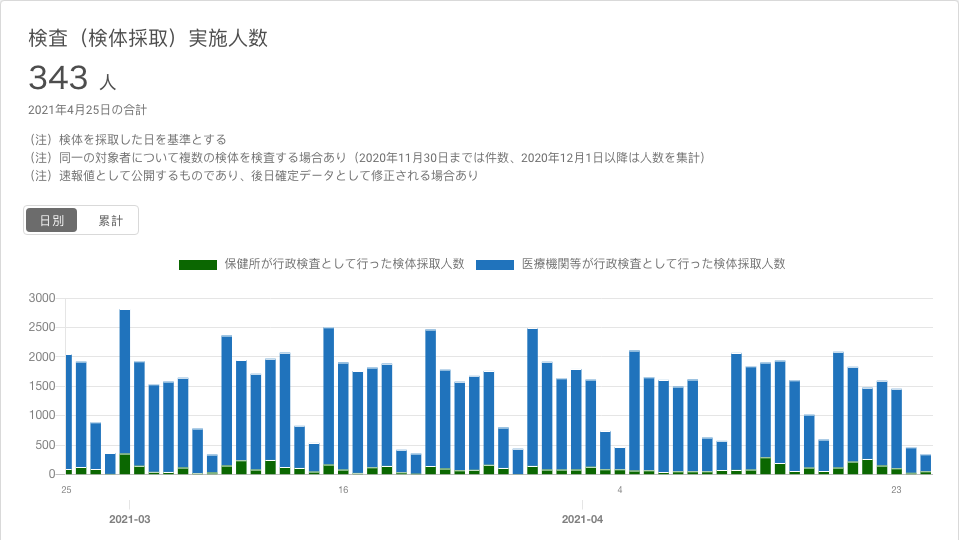 検査（検体採取）実施人数
343 人
2021年4月25日の合計
（注）検体を採取した日を基準とする
（注）同一の対象者について複数の検体を検査する場合あり（2020年11月30日までは件数、2020年12月1日以降は人数を集計）
（注）速報値として公開するものであり、後日確定データとして修正される場合あり
日別 累計
保健所が行政検査として行った検体採取人数 医療機関等が行政検査として行った検体採取人数
3000
2500
2000
1500
1000
500
0
25 16 4 23
2021-03 2021-04